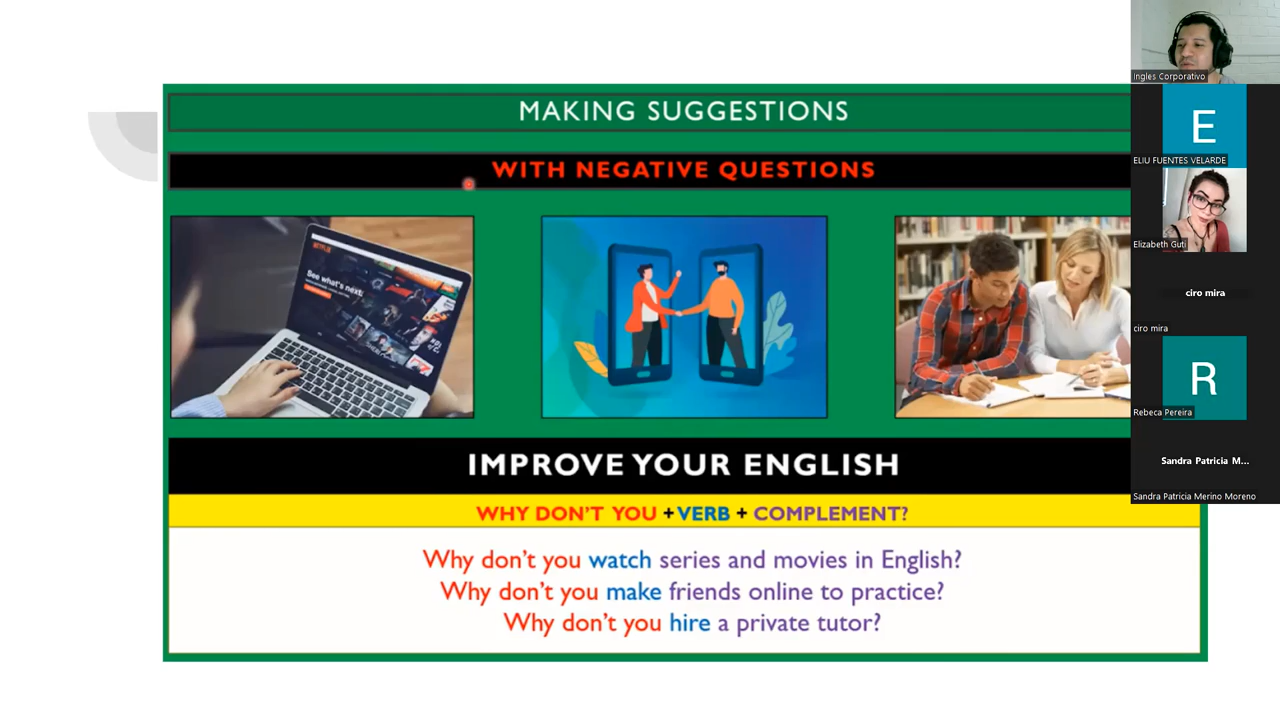 MAKING SUGGESTIONS
WITH NEGATIVE QUESTIONS
NETFLIX
See what's next.
IMPROVE YOUR ENGLISH
WHY DON'T YOU + VERB + COMPLEMENT?
Why don't you watch series and movies in English?
Why don't you make friends online to practice?
Why don't you hire a private tutor?
Ingles Corporativo
E
ELIU FUENTES VELARDE
Elizabeth Guti
ciro mira
ciro mira
R
Rebeca Pereira
Sandra Patricia M...
Sandra Patricia Merino Moreno